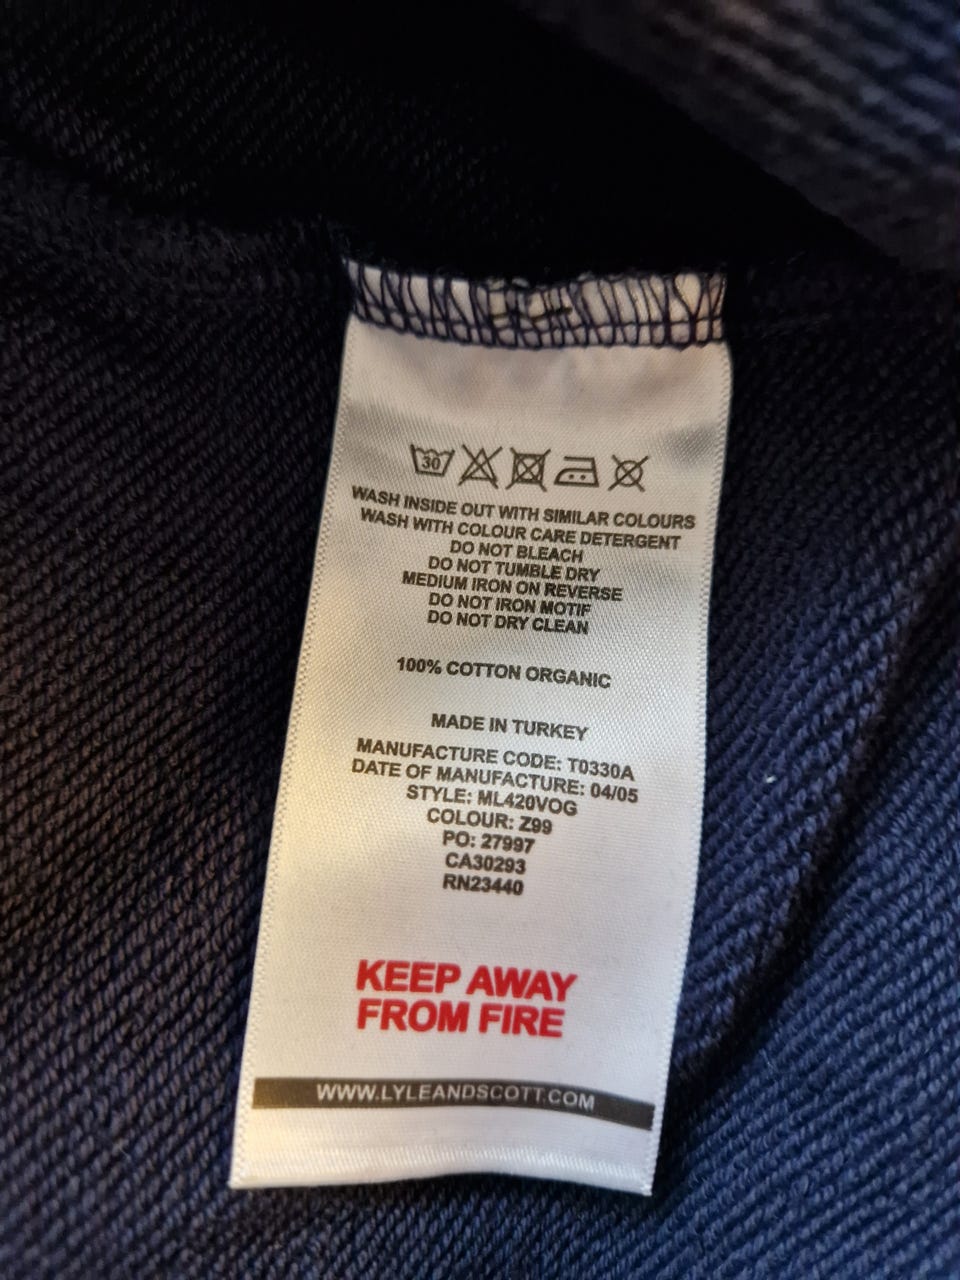 30
WASH INSIDE OUT WITH SIMILAR COLOURS
WASH WITH COLOUR CARE DETERGENT
DO NOT BLEACH
DO NOT TUMBLE DRY
MEDIUM IRON ON REVERSE
DO NOT IRON MOTIF
DO NOT DRY CLEAN
100% COTTON ORGANIC
MADE IN TURKEY
MANUFACTURE CODE: T0330A
DATE OF MANUFACTURE: 04/05
STYLE: ML420VOG
COLOUR: Z99
PO: 27997
CA30293
RN23440
KEEP AWAY
FROM FIRE
WWW.LYLEANDSCOTT.COM